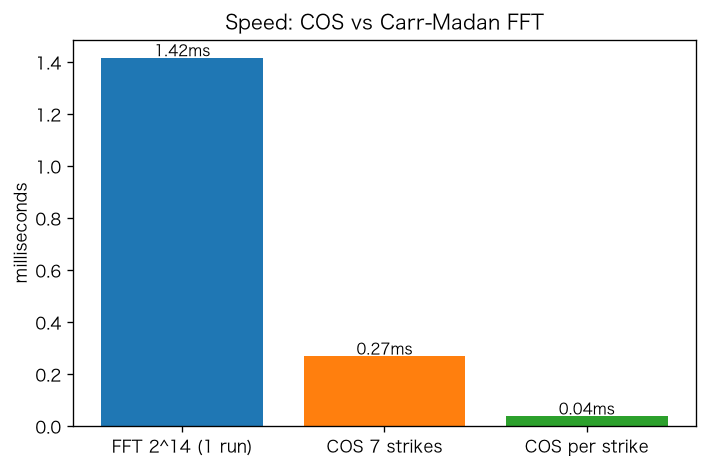 Speed: COS vs Carr-Madan FFT
milliseconds
1.4
1.2
1.0
0.8
0.6
0.4
0.2
0.0
1.42ms
0.27ms
0.04ms
FFT 2^14 (1 run)
COS 7 strikes
COS per strike